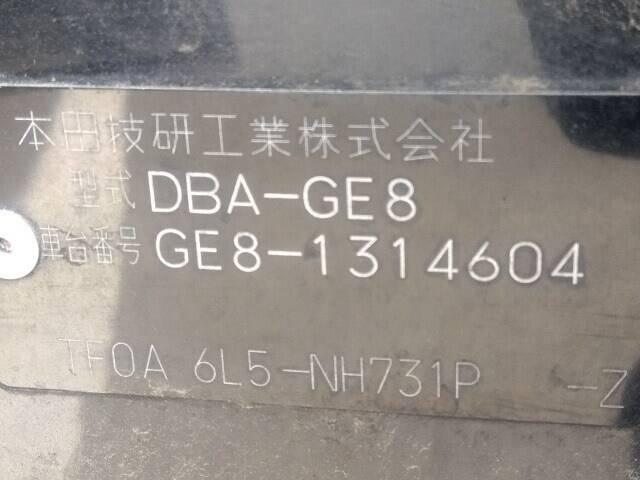 本田技研工業株式会社
型式 DBA-GE8
車台番号 GE8-1314604
TF0A 6L5-NH731P -Z